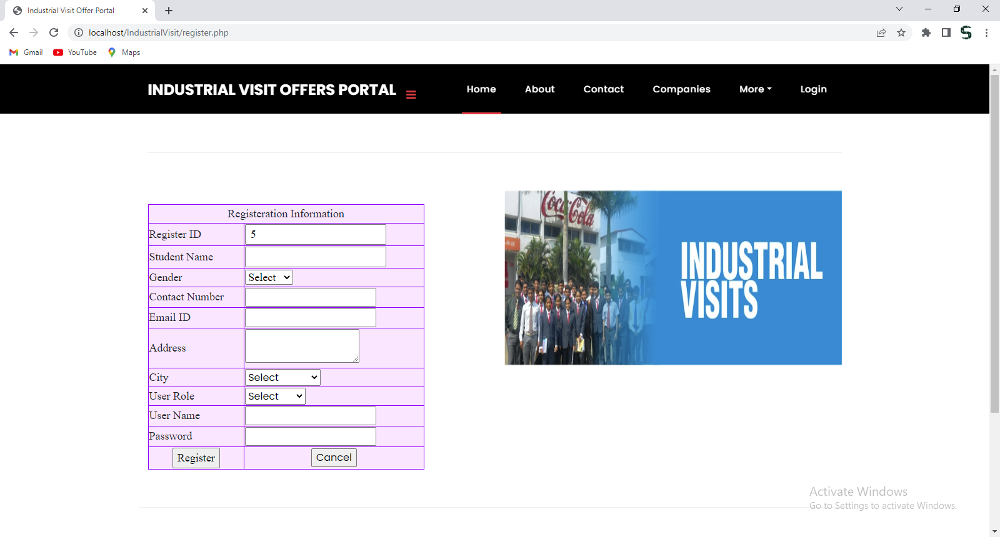 Industrial Visit Offer Portal
localhost/IndustrialVisit/register.php
Gmail YouTube Maps
INDUSTRIAL VISIT OFFERS PORTAL Home About Contact Companies More Login
Registeration Information
Register ID 5
Student Name
Gender Select
Contact Number
Email ID
Address
City Select
User Role Select
User Name
Password
Register Cancel
Coca-Cola
INDUSTRIAL
VISITS
Activate Windows
Go to Settings to activate Windows.